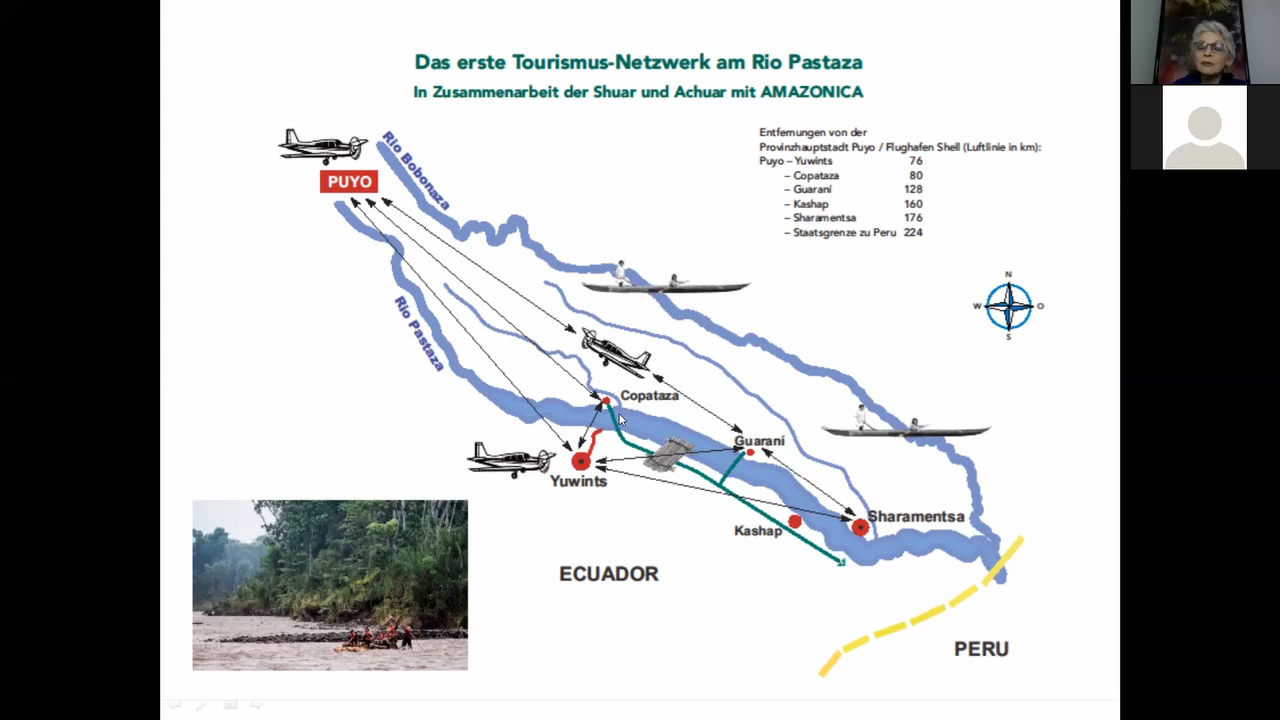 Das erste Tourismus-Netzwerk am Rio Pastaza
In Zusammenarbeit der Shuar und Achuar mit AMAZONICA
Entfernungen von der
Provinzhauptstadt Puyo / Flughafen Shell (Luftlinie in km):
Puyo – Yuwints 76
– Copataza 80
– Guaraní 128
– Kashap 160
– Sharamentsa 176
– Staatsgrenze zu Peru 224
PUYO
Rio Bobonaza
Rio Pastaza
N
W O
S
Copataza
Guaraní
Yuwints
Sharamentsa
Kashap
ECUADOR
PERU